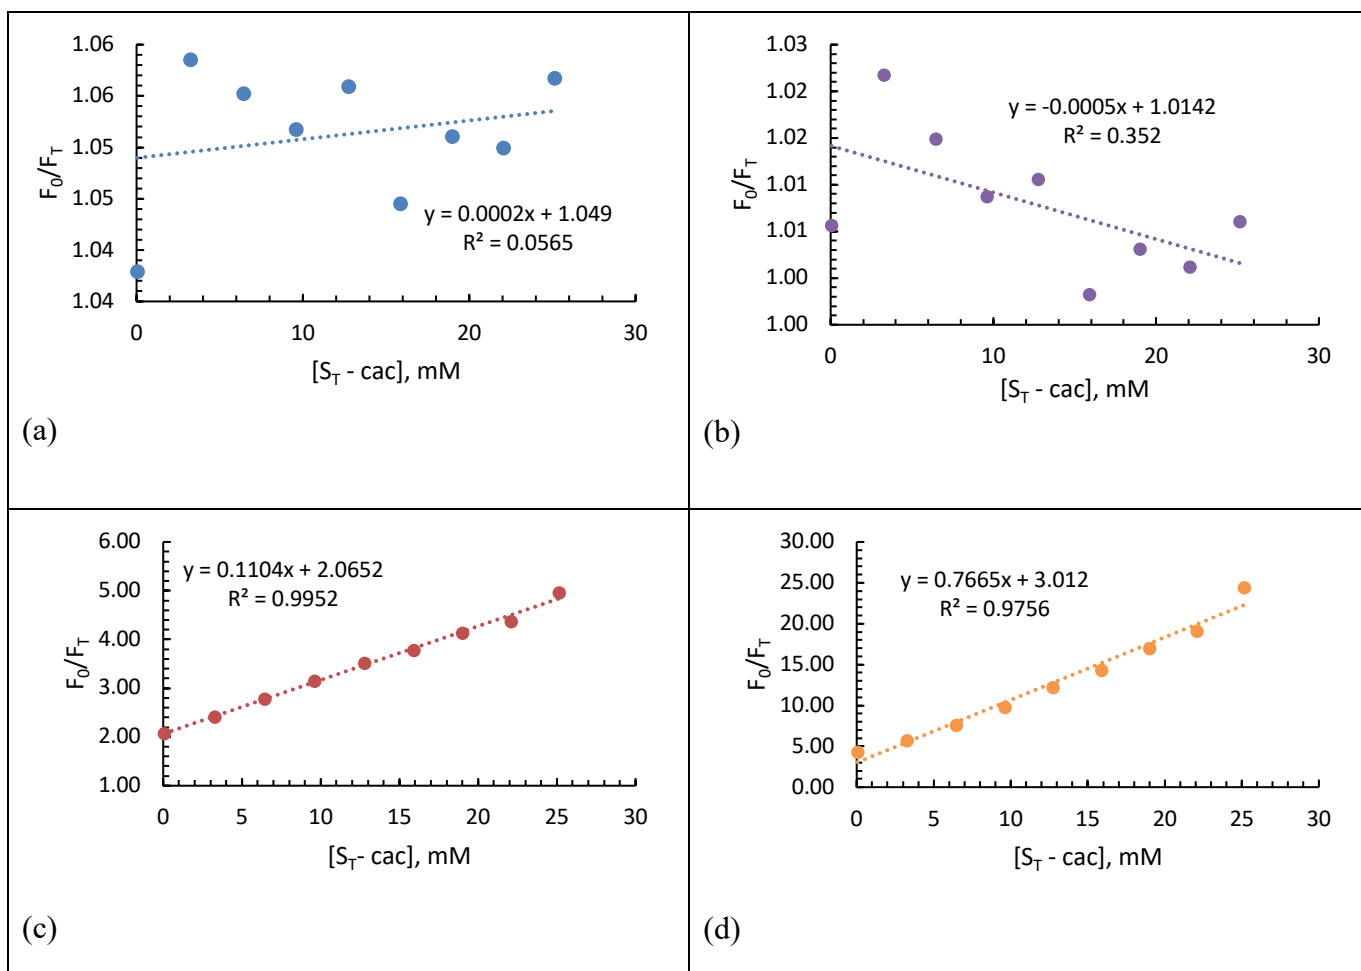 1.06
1.06
1.05
1.05
1.04
1.04
F0/FT
y = 0.0002x + 1.049
R² = 0.0565
0 10 20 30
[ST - cac], mM
(a)
1.03
1.02
1.02
1.01
1.01
1.00
1.00
F0/FT
y = -0.0005x + 1.0142
R² = 0.352
0 10 20 30
[ST - cac], mM
(b)
6.00
5.00
4.00
3.00
2.00
1.00
F0/FT
y = 0.1104x + 2.0652
R² = 0.9952
0 5 10 15 20 25 30
[ST- cac], mM
(c)
30.00
25.00
20.00
15.00
10.00
5.00
0.00
F0/FT
y = 0.7665x + 3.012
R² = 0.9756
0 5 10 15 20 25 30
[ST - cac], mM
(d)